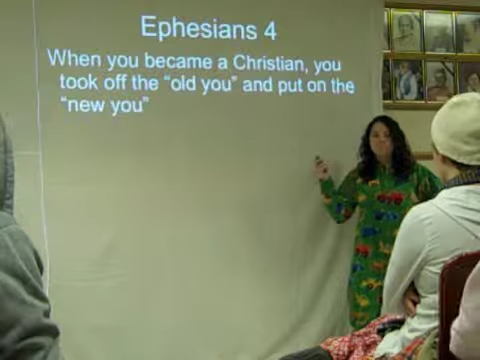 Ephesians 4
When you became a Christian, you
took off the “old you” and put on the
“new you”